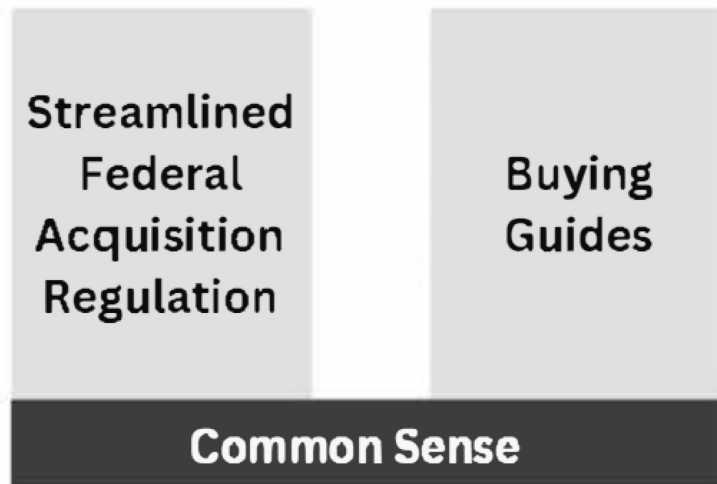 Streamlined
Federal
Acquisition
Regulation
Buying
Guides
Common Sense